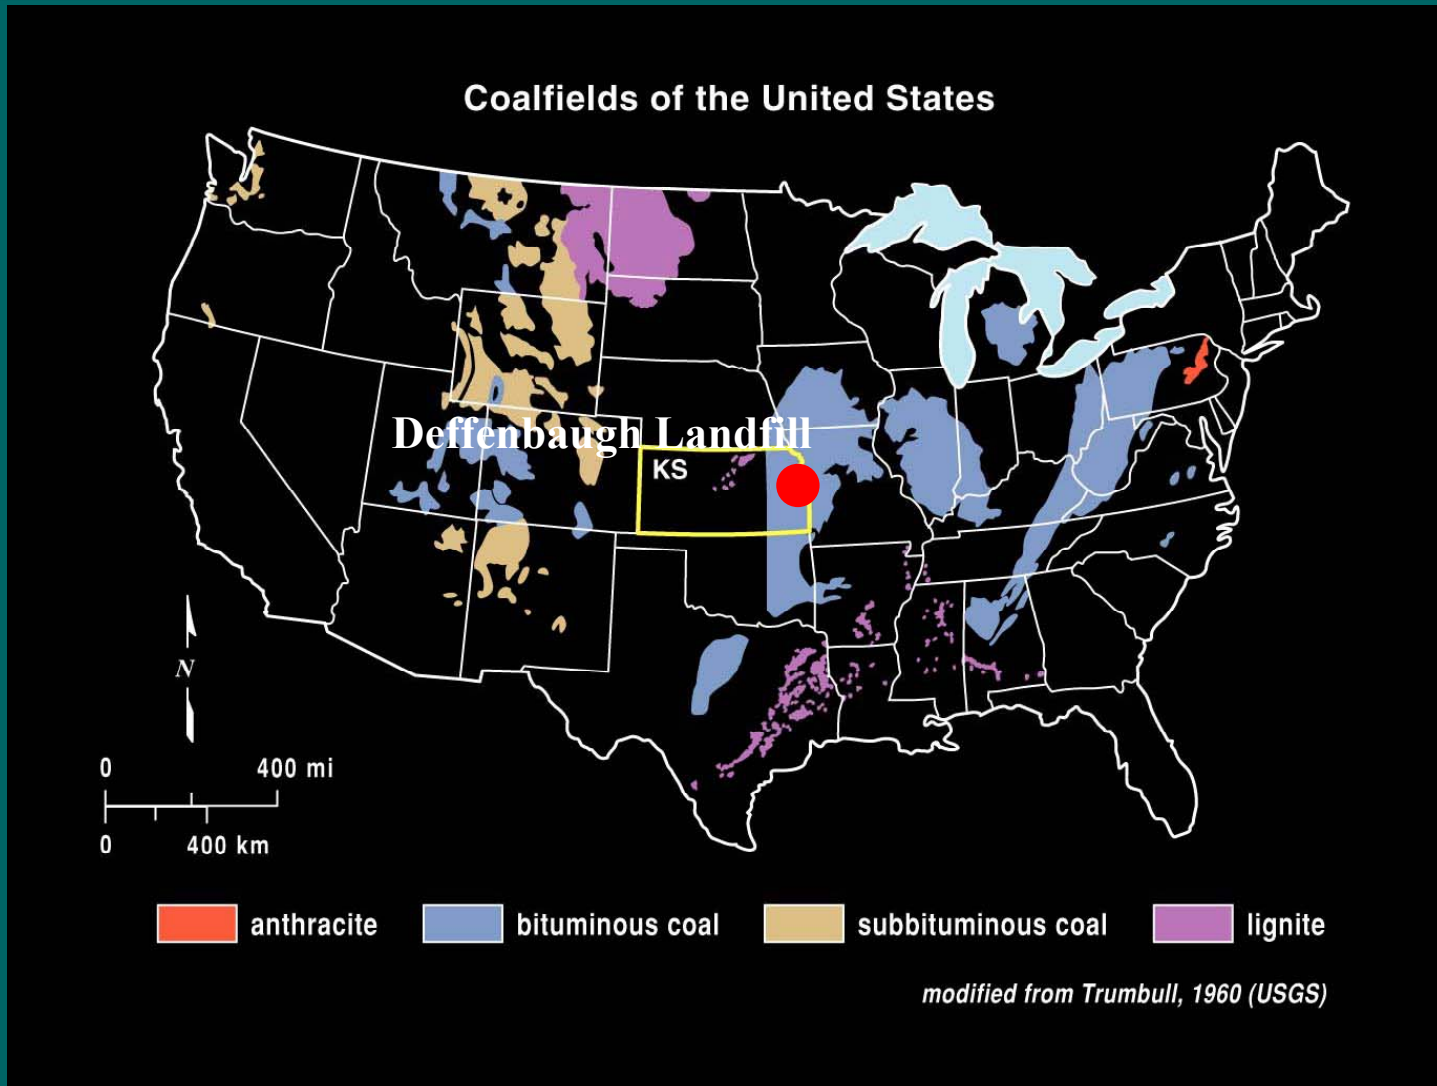 Coalfields of the United States
Deffenbaugh Landfill
KS
N
0 400 mi
0 400 km
anthracite bituminous coal subbituminous coal lignite
modified from Trumbull, 1960 (USGS)